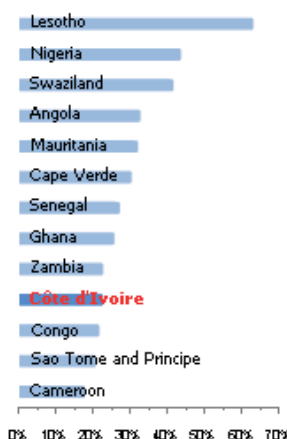 Lesotho
Nigeria
Swaziland
Angola
Mauritania
Cape Verde
Senegal
Ghana
Zambia
Côte d'Ivoire
Congo
Sao Tome and Principe
Cameroon
0% 10% 20% 30% 40% 50% 60% 70%